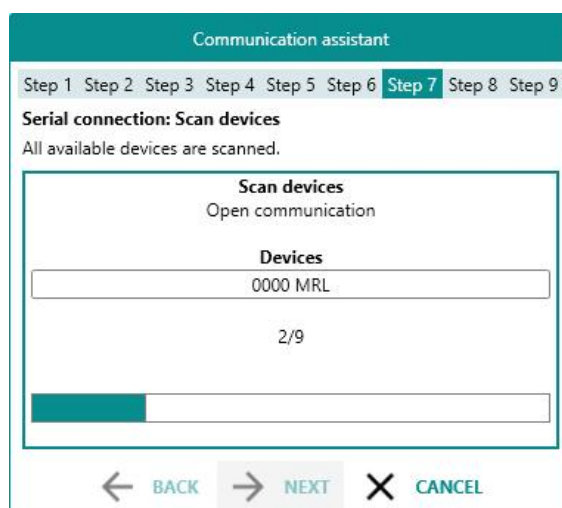 Communication assistant
Step 1 Step 2 Step 3 Step 4 Step 5 Step 6 Step 7 Step 8 Step 9
Serial connection: Scan devices
All available devices are scanned.
Scan devices
Open communication
Devices
0000 MRL
2/9
BACK NEXT CANCEL